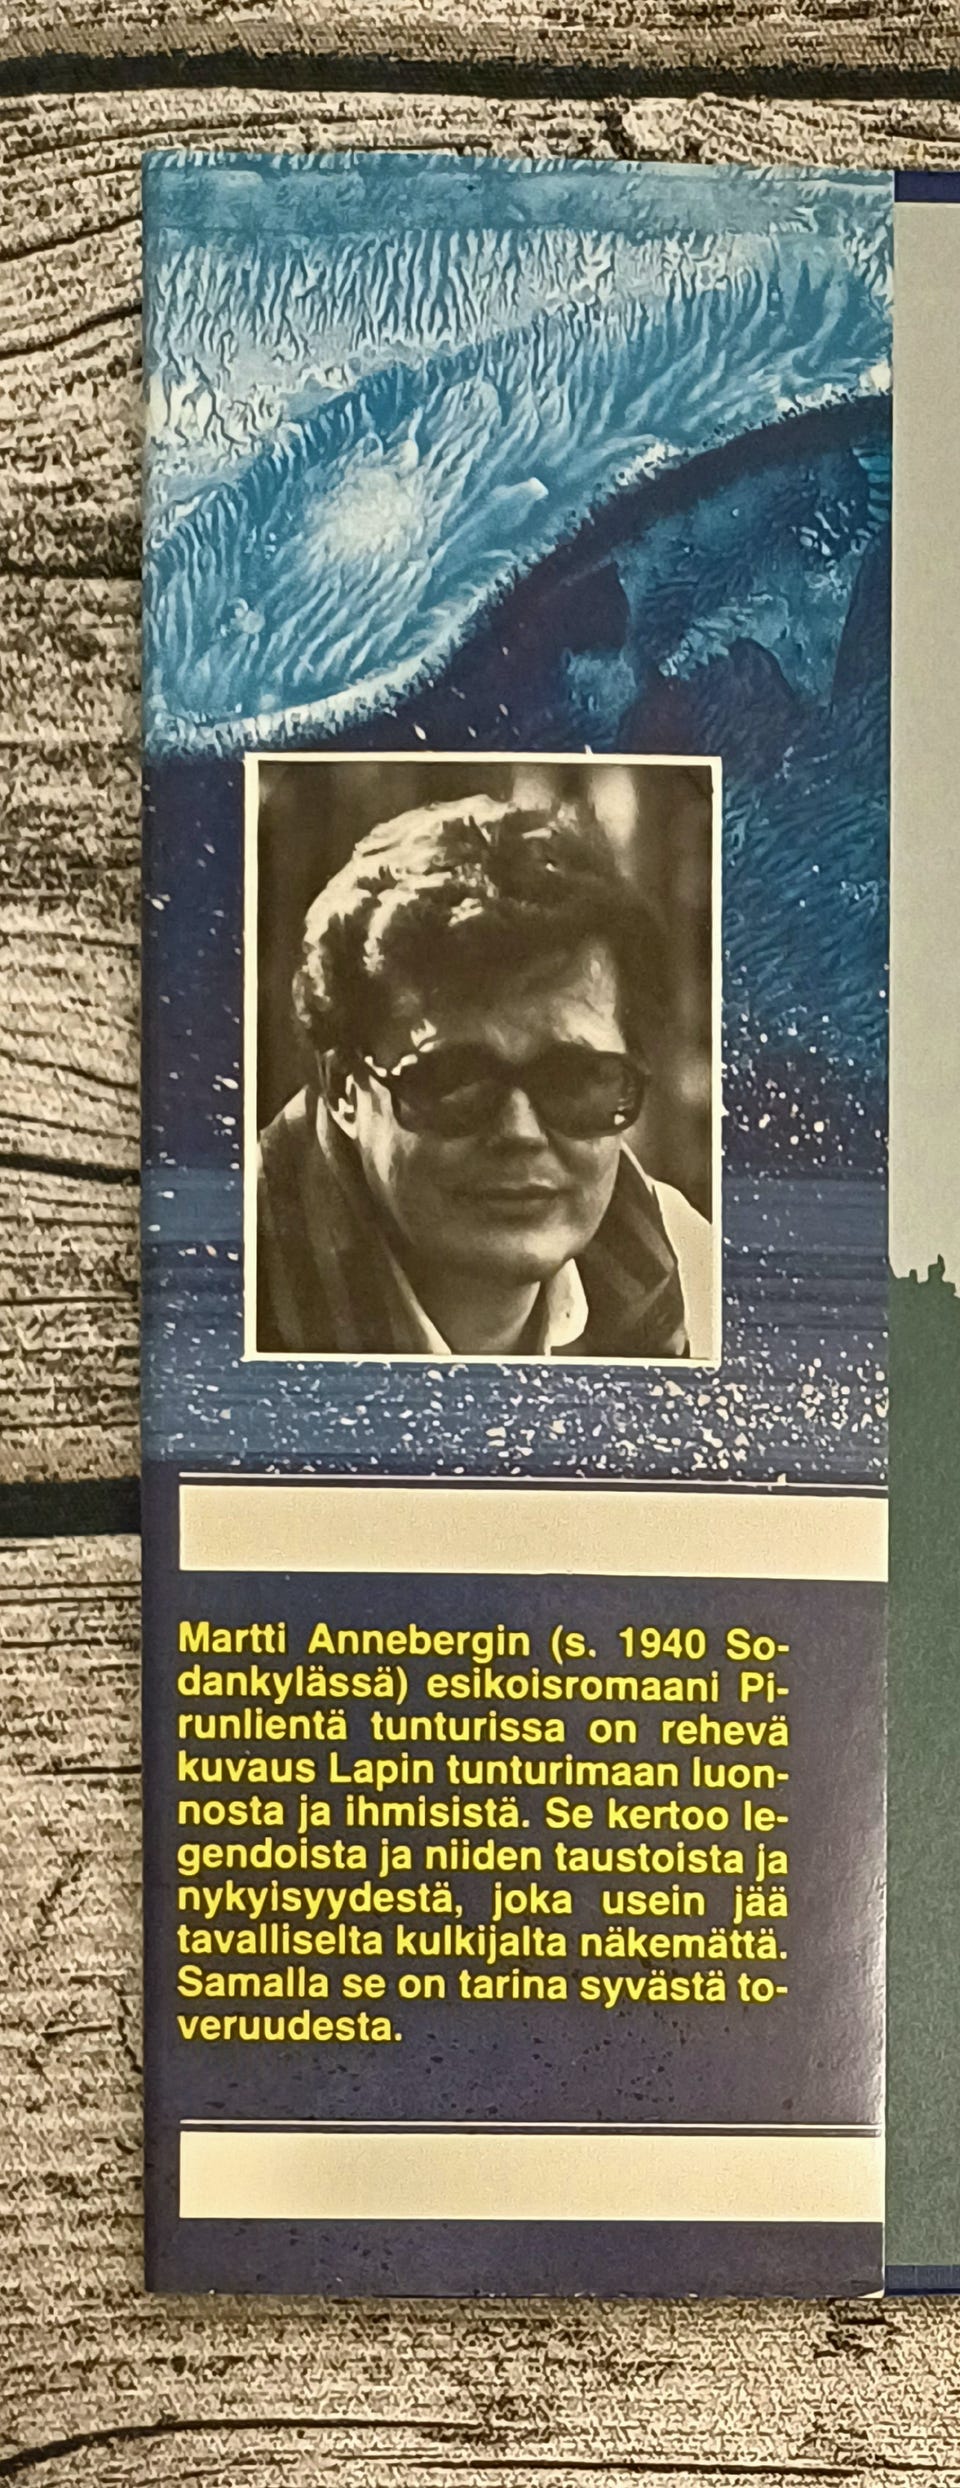 Martti Annebergin (s. 1940 So-
dankylässä) esikoisromaani Pi-
runlientä tunturissa on rehevä
kuvaus Lapin tunturimaan luon-
nosta ja ihmisistä. Se kertoo le-
gendoista ja niiden taustoista ja
nykyisyydestä, joka usein jää
tavalliselta kulkijalta näkemättä.
Samalla se on tarina syvästä to-
veruudesta.